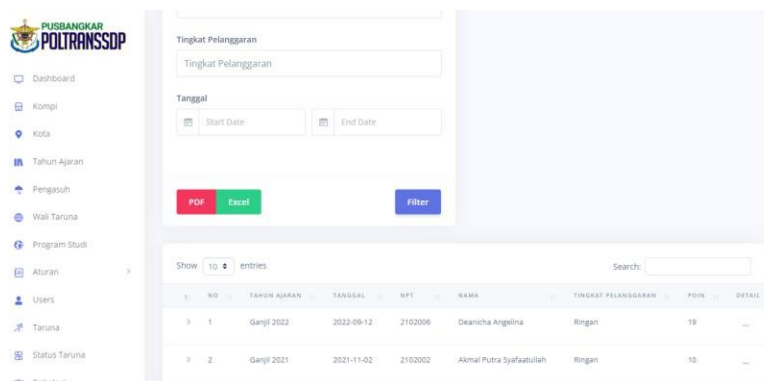 PUSBANGKAR
POLTRANSSDP
Dashboard
Kompi
Kota
Tahun Ajaran
Pengasuh
Wali Taruna
Program Studi
Aturan
Users
Taruna
Status Taruna
Tingkat Pelanggaran
Tingkat Pelanggaran
Tanggal
Start Date End Date
PDF Excel Filter
Show 10 entries Search:
NO TAHUN AJARAN TANGGAL NPT NAMA TINGKAT PELANGGARAN POIN DETAIL
1 Ganjil 2022 2022-09-12 2102006 Deanicha Angelina Ringan 19 ...
2 Ganjil 2021 2021-11-02 2102002 Akmal Putra Syafaatullah Ringan 10 ...